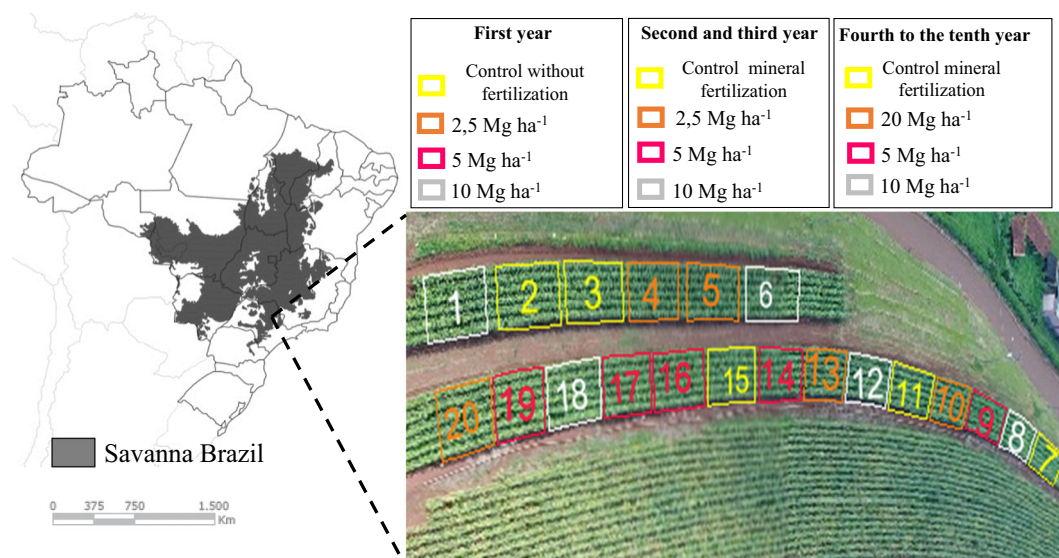 First year
Control without
fertilization
2,5 Mg ha⁻¹
5 Mg ha⁻¹
10 Mg ha⁻¹
Second and third year
Control mineral
fertilization
2,5 Mg ha⁻¹
5 Mg ha⁻¹
10 Mg ha⁻¹
Fourth to the tenth year
Control mineral
fertilization
20 Mg ha⁻¹
5 Mg ha⁻¹
10 Mg ha⁻¹
1 2 3 4 5 6
20 19 18 17 16 15 14 13 12 11 10 9 8 7
Savanna Brazil
0 375 750 1.500
Km